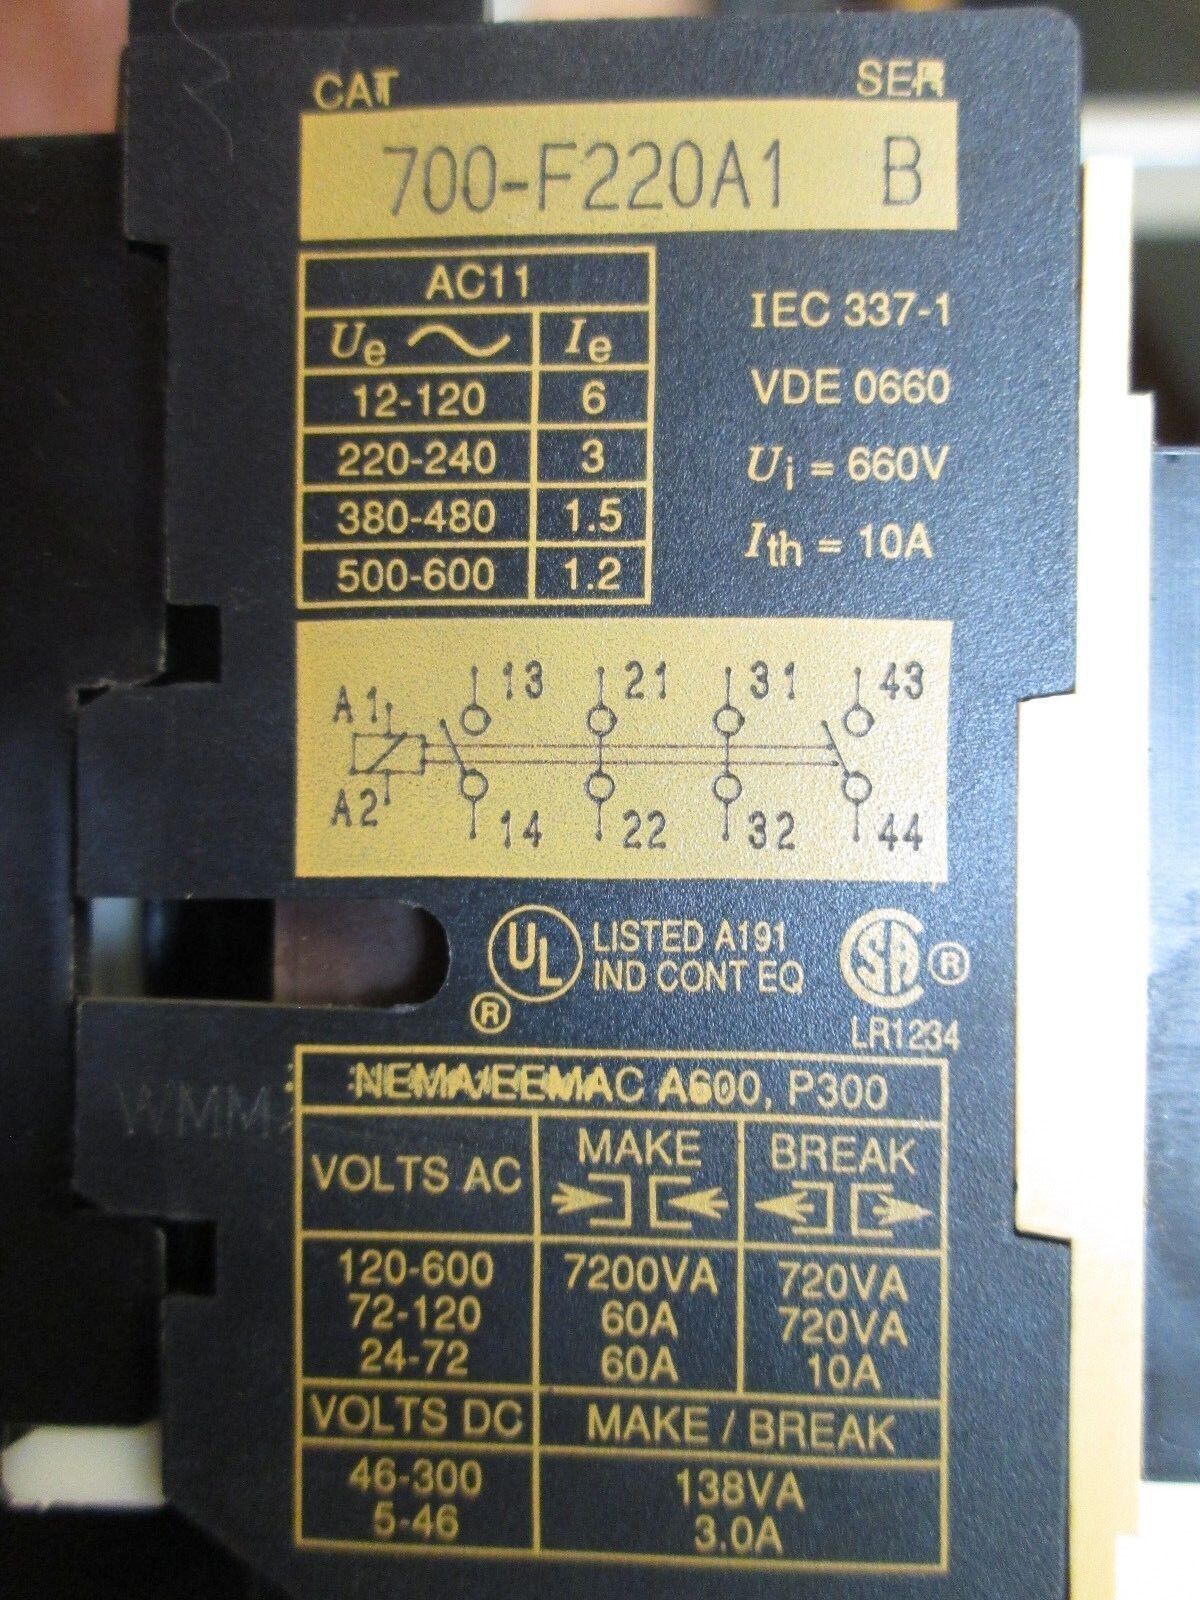 CAT SER
700-F220A1 B
AC11
Ue Ie
12-120 6
220-240 3
380-480 1.5
500-600 1.2
IEC 337-1
VDE 0660
Ui = 660V
Ith = 10A
13 21 31 43
A1
A2
14 22 32 44
UL LISTED A191
IND CONT EQ
®
SA ®
LR1234
NEMA/EEMAC A600, P300
VOLTS AC MAKE BREAK
120-600 7200VA 720VA
72-120 60A 720VA
24-72 60A 10A
VOLTS DC MAKE / BREAK
46-300 138VA
5-46 3.0A
WMM